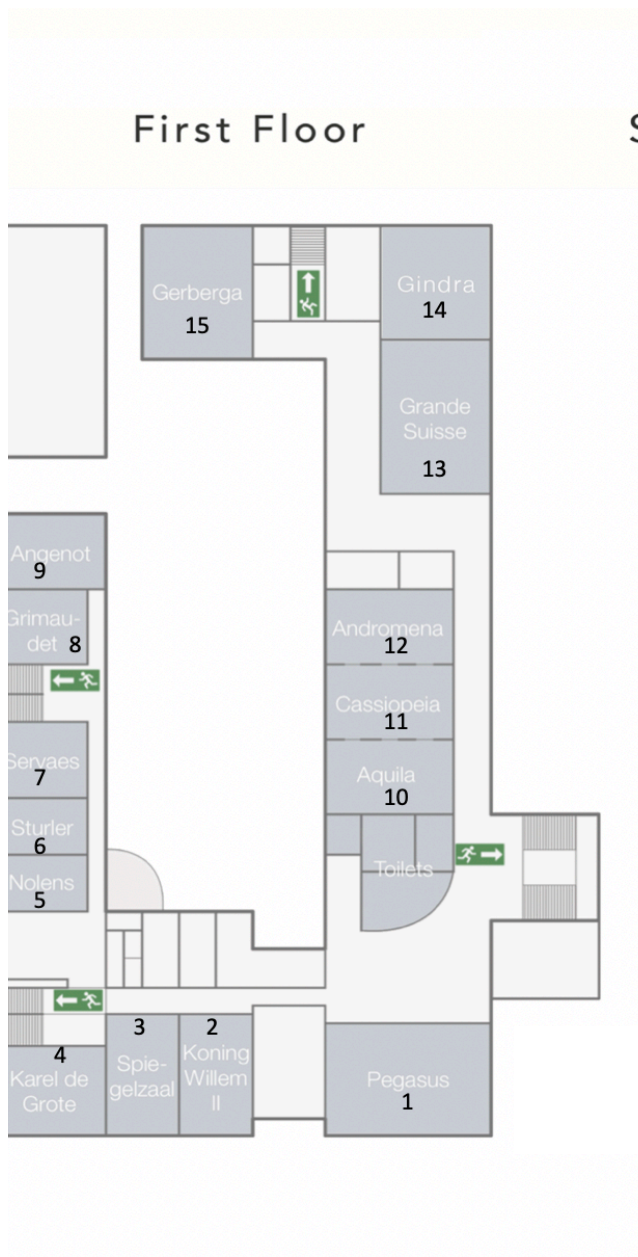 First Floor
S
Gerberga
15
Gindra
14
Grande
Suisse
13
Angenot
9
Grimau-
det 8
Andromena
12
Cassiopeia
11
Servaes
7
Aquila
10
Sturler
6
Toilets
Nolens
5
3
2
4
Karel de
Grote
Spie-
gelzaal
Koning
Willem
II
Pegasus
1